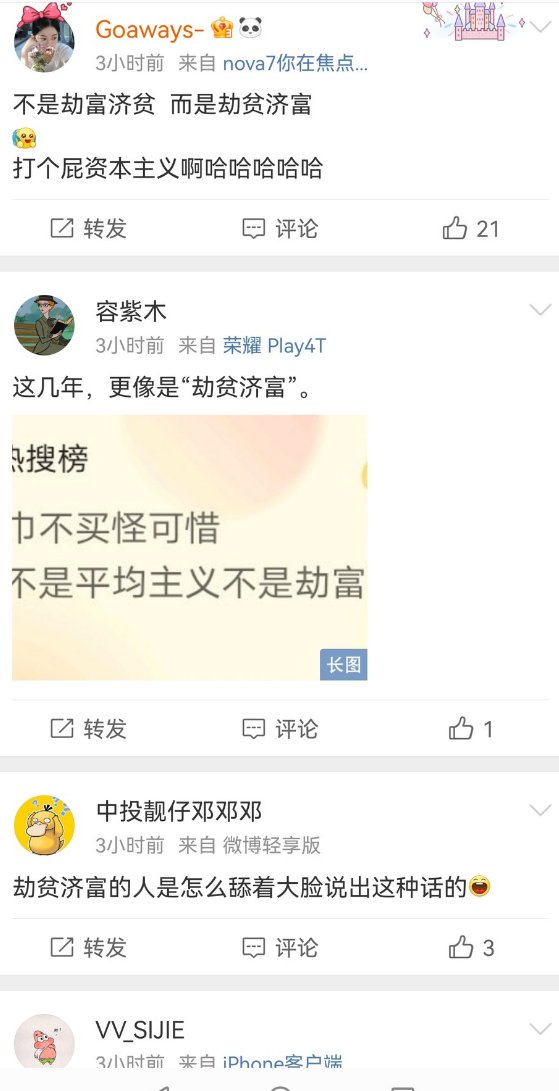 Goaways-
3小时前 来自 nova7你在焦点...
不是劫富济贫 而是劫贫济富
打个屁资本主义啊哈哈哈哈哈
转发 评论 21
容紫木
3小时前 来自 荣耀 Play4T
这几年，更像是“劫贫济富”。
热搜榜
巾不买怪可惜
不是平均主义不是劫富
长图
转发 评论 1
中投靓仔邓邓邓
3小时前 来自 微博轻享版
劫贫济富的人是怎么舔着大脸说出这种话的
转发 评论 3
VV_SIJIE
3小时前 来自 iPhone客户端